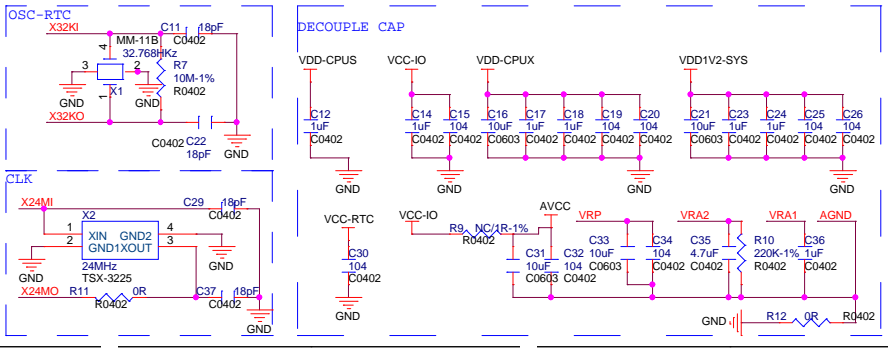 OSC-RTC
X32KI
C11
18pF
C0402
MM-11B
32.768HKz
4
3
2
1
X1
R7
10M-1%
R0402
GND
GND
X32KO
C0402
C22
18pF
GND
CLK
X24MI
C29
18pF
C0402
X2
1
2
XIN GND2
GND1XOUT
4
3
GND
GND
24MHz
TSX-3225
X24MO
R11
0R
R0402
C37
18pF
C0402
GND
DECOUPLE CAP
VDD-CPUS
VCC-IO
VDD-CPUX
VDD1V2-SYS
C12
1uF
C0402
C14
1uF
C0402
C15
104
C0402
C16
10uF
C0603
C17
1uF
C0402
C18
1uF
C0402
C19
104
C0402
C20
104
C0402
C21
10uF
C0603
C23
1uF
C0402
C24
1uF
C0402
C25
104
C0402
C26
104
C0402
GND
GND
GND
GND
VCC-RTC
C30
104
C0402
GND
VCC-IO
R9
NC/1R-1%
R0402
AVCC
C31
10uF
C0603
C32
104
C0402
VRP
C33
10uF
C0603
C34
104
C0402
VRA2
C35
4.7uF
C0402
R10
220K-1%
R0402
VRA1
C36
1uF
C0402
AGND
GND
R12
0R
R0402